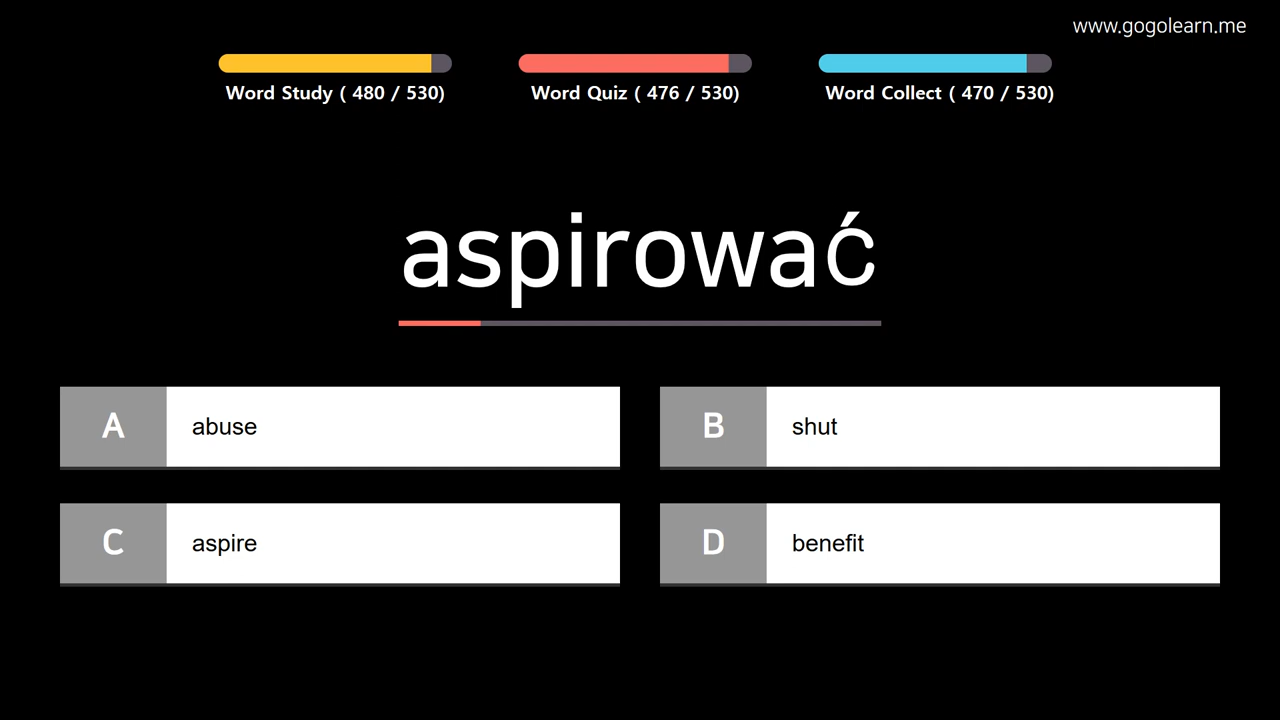 www.gogolearn.me
Word Study ( 480 / 530)
Word Quiz ( 476 / 530)
Word Collect ( 470 / 530)
aspirować
A abuse
B shut
C aspire
D benefit